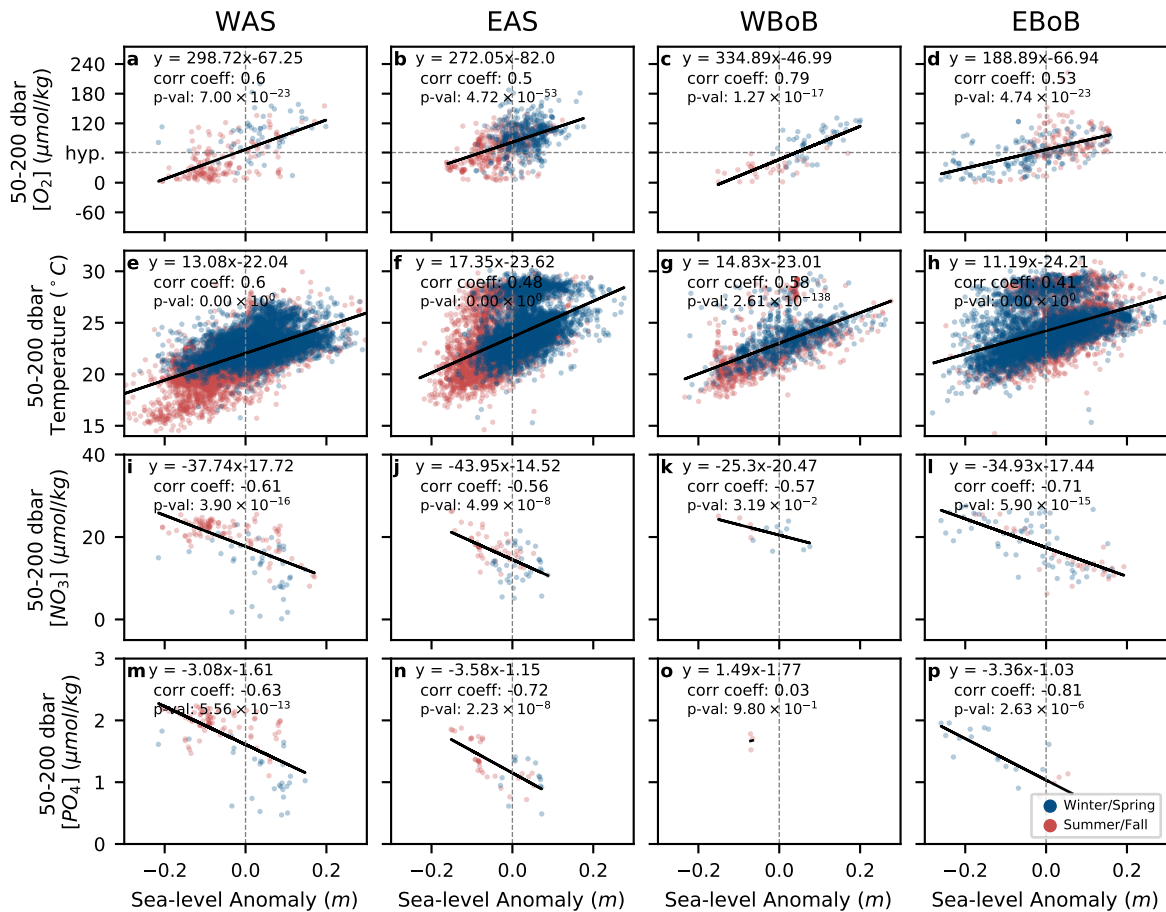 WAS
EAS
WBoB
EBoB
50-200 dbar
[O₂] (μmol/kg)
240
180
120
hyp.
0
-60
a y = 298.72x-67.25
corr coeff: 0.6
p-val: 7.00 × 10⁻²³
b y = 272.05x-82.0
corr coeff: 0.5
p-val: 4.72 × 10⁻⁵³
c y = 334.89x-46.99
corr coeff: 0.79
p-val: 1.27 × 10⁻¹⁷
d y = 188.89x-66.94
corr coeff: 0.53
p-val: 4.74 × 10⁻²³
50-200 dbar
Temperature (°C)
30
25
20
15
e y = 13.08x-22.04
corr coeff: 0.6
p-val: 0.00 × 10⁰
f y = 17.35x-23.62
corr coeff: 0.48
p-val: 0.00 × 10⁰
g y = 14.83x-23.01
corr coeff: 0.58
p-val: 2.61 × 10⁻¹³⁸
h y = 11.19x-24.21
corr coeff: 0.41
p-val: 0.00 × 10⁰
50-200 dbar
[NO₃] (μmol/kg)
40
20
0
i y = -37.74x-17.72
corr coeff: -0.61
p-val: 3.90 × 10⁻¹⁶
j y = -43.95x-14.52
corr coeff: -0.56
p-val: 4.99 × 10⁻⁸
k y = -25.3x-20.47
corr coeff: -0.57
p-val: 3.19 × 10⁻²
l y = -34.93x-17.44
corr coeff: -0.71
p-val: 5.90 × 10⁻¹⁵
50-200 dbar
[PO₄] (μmol/kg)
3
2
1
0
m y = -3.08x-1.61
corr coeff: -0.63
p-val: 5.56 × 10⁻¹³
n y = -3.58x-1.15
corr coeff: -0.72
p-val: 2.23 × 10⁻⁸
o y = 1.49x-1.77
corr coeff: 0.03
p-val: 9.80 × 10⁻¹
p y = -3.36x-1.03
corr coeff: -0.81
p-val: 2.63 × 10⁻⁶
Winter/Spring
Summer/Fall
−0.2 0.0 0.2
−0.2 0.0 0.2
−0.2 0.0 0.2
−0.2 0.0 0.2
Sea-level Anomaly (m)
Sea-level Anomaly (m)
Sea-level Anomaly (m)
Sea-level Anomaly (m)